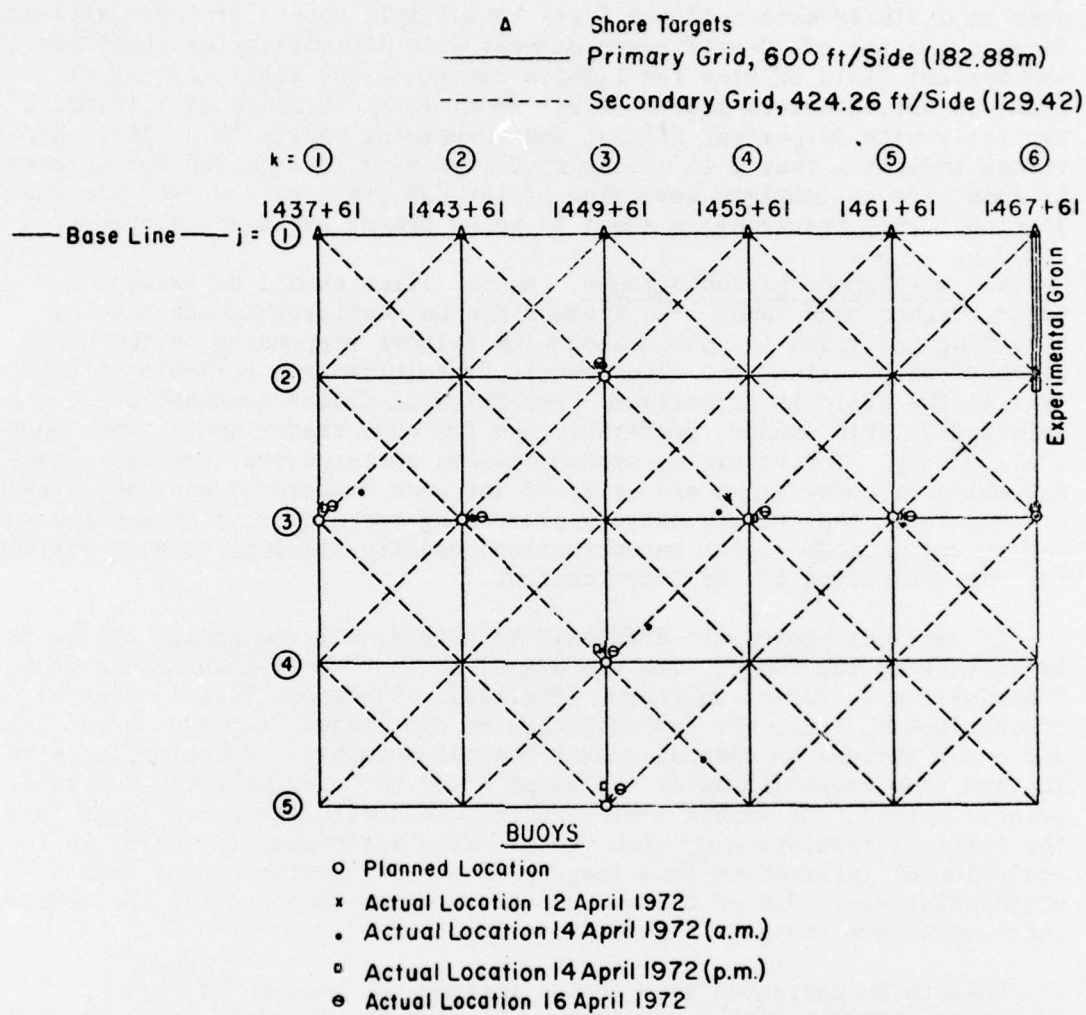 Δ Shore Targets
Primary Grid, 600 ft/Side (182.88m)
Secondary Grid, 424.26 ft/Side (129.42)
k = 1 2 3 4 5 6
1437+61 1443+61 1449+61 1455+61 1461+61 1467+61
Base Line j = 1
2
Experimental Groin
3
4
5
BUOYS
Planned Location
x Actual Location 12 April 1972
• Actual Location 14 April 1972 (a.m.)
Actual Location 14 April 1972 (p.m.)
⊖ Actual Location 16 April 1972